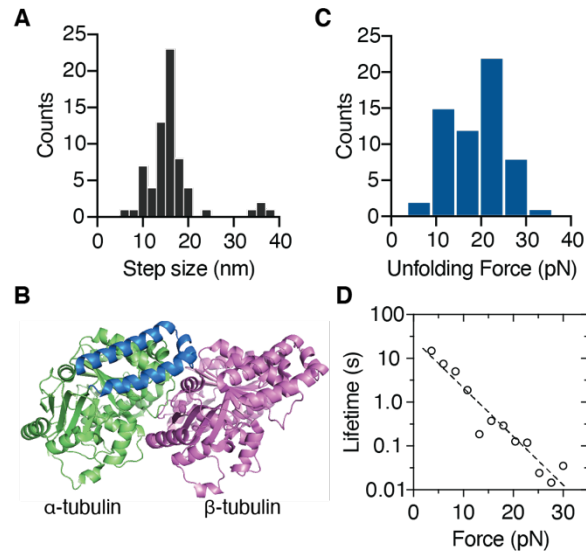 A
Counts
25
20
15
10
5
0
0 10 20 30 40
Step size (nm)
C
Counts
25
20
15
10
5
0
0 10 20 30 40
Unfolding Force (pN)
B
α-tubulin β-tubulin
D
Lifetime (s)
100
10
1.0
0.1
0.01
0 10 20 30
Force (pN)